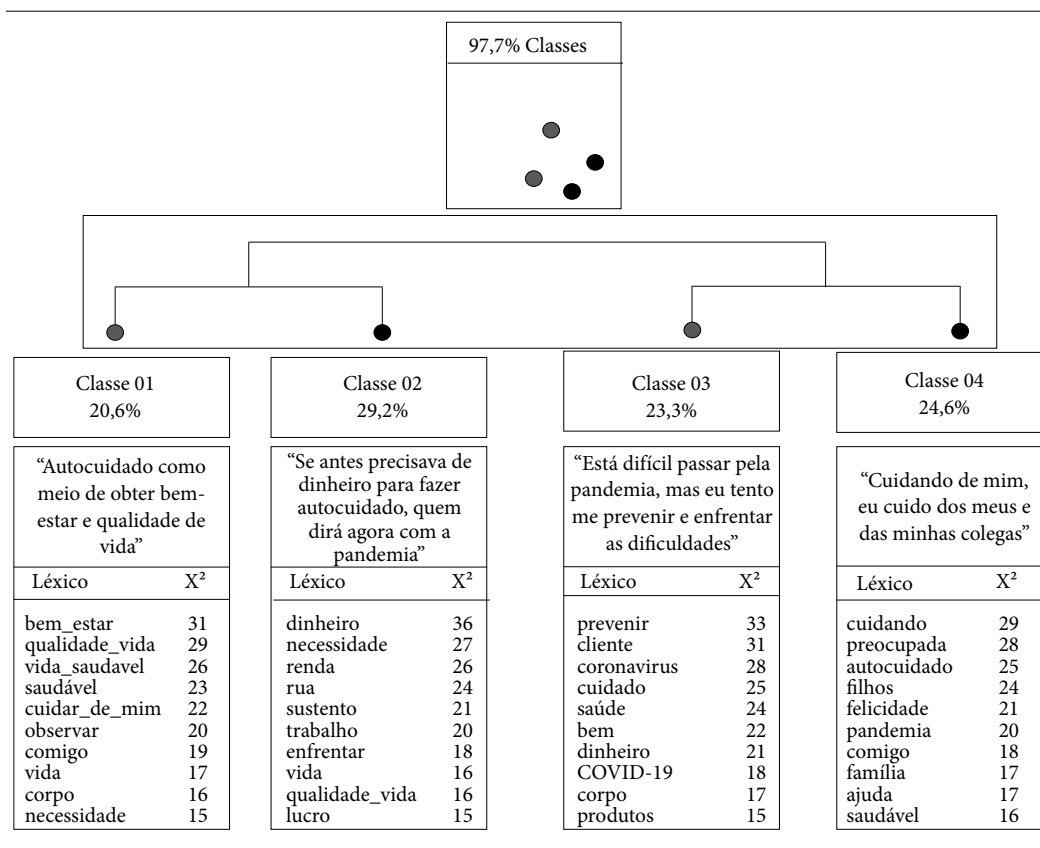 97,7% Classes
Classe 01
20,6%
“Autocuidado como
meio de obter bem-
estar e qualidade de
vida”
Léxico X²
bem_estar 31
qualidade_vida 29
vida_saudavel 26
saudável 23
cuidar_de_mim 22
observar 20
comigo 19
vida 17
corpo 16
necessidade 15
Classe 02
29,2%
“Se antes precisava de
dinheiro para fazer
autocuidado, quem
dirá agora com a
pandemia”
Léxico X²
dinheiro 36
necessidade 27
renda 26
rua 24
sustento 21
trabalho 20
enfrentar 18
vida 16
qualidade_vida 16
lucro 15
Classe 03
23,3%
“Está difícil passar pela
pandemia, mas eu tento
me prevenir e enfrentar
as dificuldades”
Léxico X²
prevenir 33
cliente 31
coronavirus 28
cuidado 25
saúde 24
bem 22
dinheiro 21
COVID-19 18
corpo 17
produtos 15
Classe 04
24,6%
“Cuidando de mim,
eu cuido dos meus e
das minhas colegas”
Léxico X²
cuidando 29
preocupada 28
autocuidado 25
filhos 24
felicidade 21
pandemia 20
comigo 18
família 17
ajuda 17
saudável 16